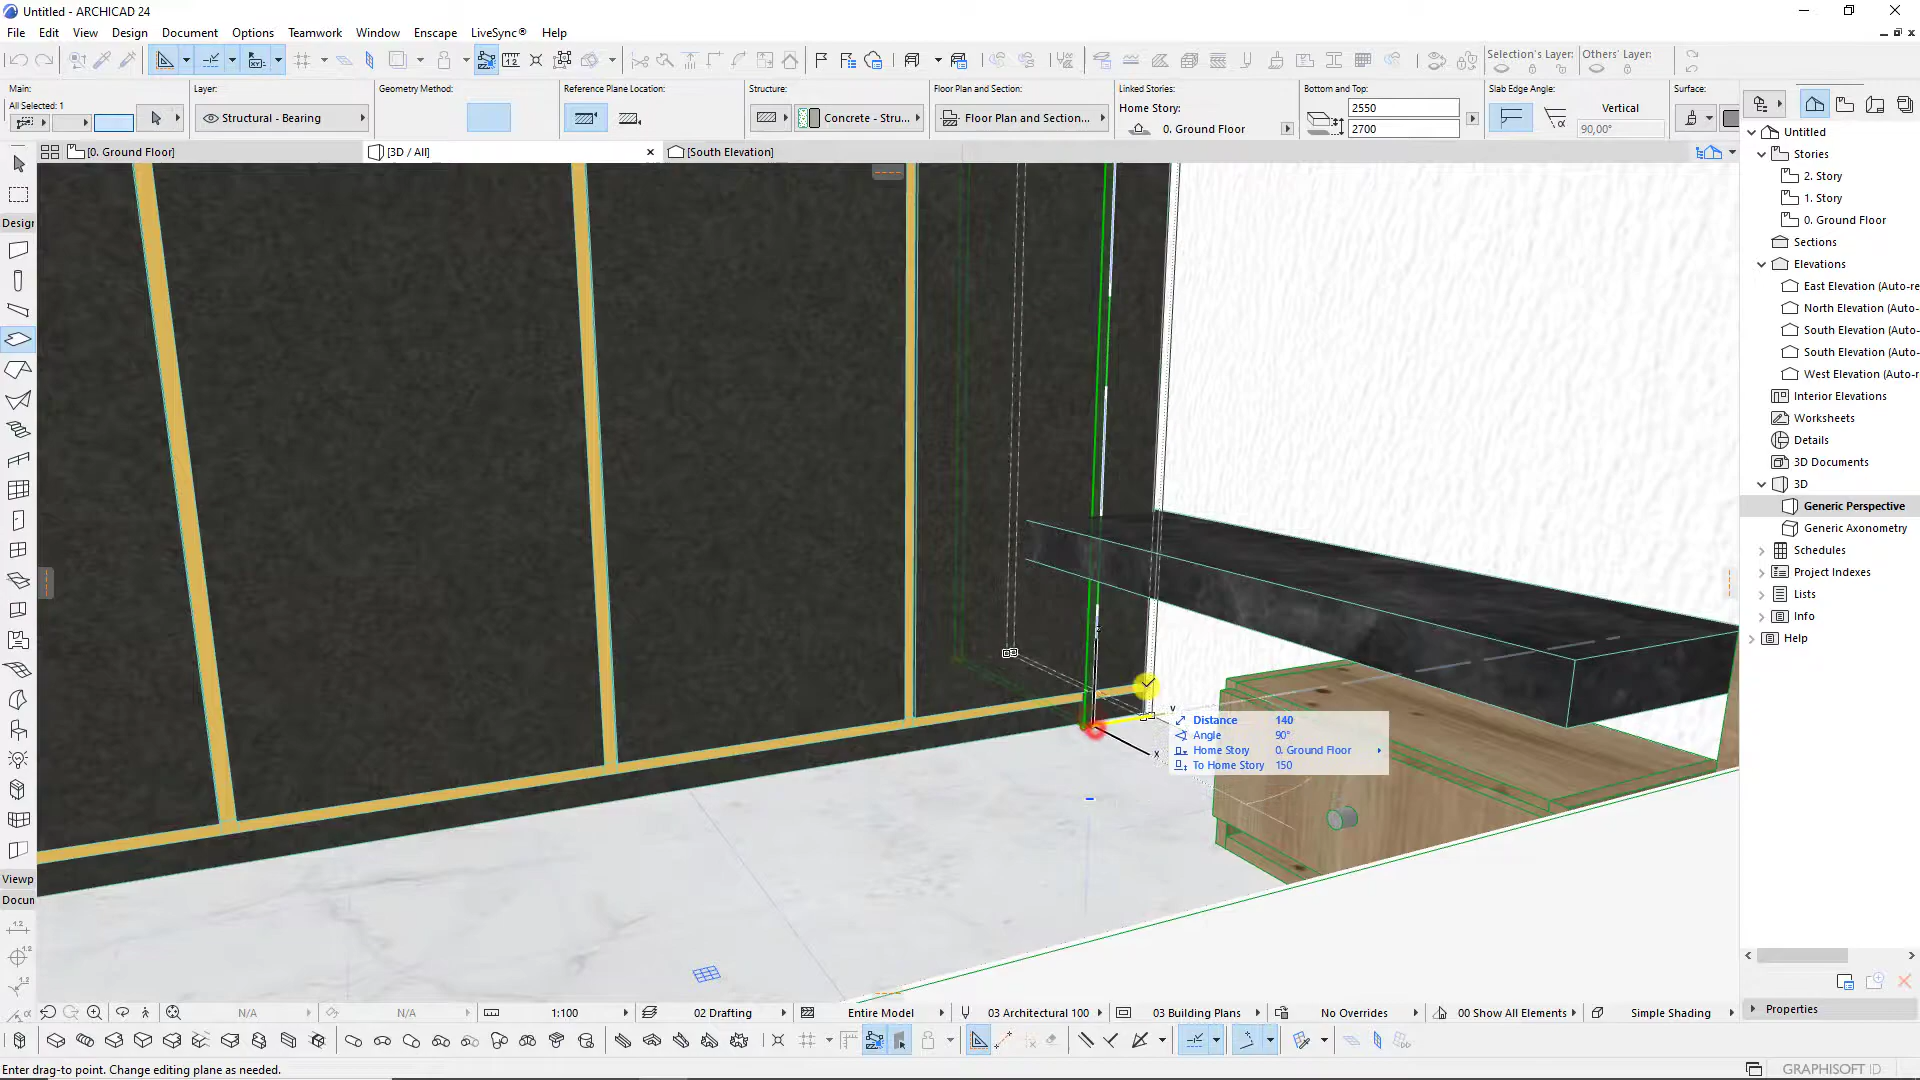 Untitled - ARCHICAD 24
File Edit View Design Document Options Teamwork Window Enscape LiveSync® Help
Selection's Layer: Others' Layer:
Main: Layer: Geometry Method: Reference Plane Location: Structure: Floor Plan and Section: Linked Stories: Bottom and Top: Slab Edge Angle: Surface:
All Selected: 1 Home Story: 2550 Vertical
Structural - Bearing Concrete - Stru... Floor Plan and Section... 0. Ground Floor 2700 90,00°
[0. Ground Floor] [3D / All] [South Elevation]
Untitled
Stories
2. Story
1. Story
0. Ground Floor
Sections
Elevations
East Elevation (Auto-re
North Elevation (Auto-
South Elevation (Auto-
South Elevation (Auto-
West Elevation (Auto-r
Interior Elevations
Worksheets
Details
3D Documents
3D
Generic Perspective
Generic Axonometry
Schedules
Project Indexes
Lists
Info
Help
Properties
Design
Viewp
Docum
Distance 140
Angle 90°
Home Story 0. Ground Floor
To Home Story 150
x
N/A N/A 1:100 02 Drafting Entire Model 03 Architectural 100 03 Building Plans No Overrides 00 Show All Elements Simple Shading
Enter drag-to point. Change editing plane as needed.
GRAPHISOFT ID